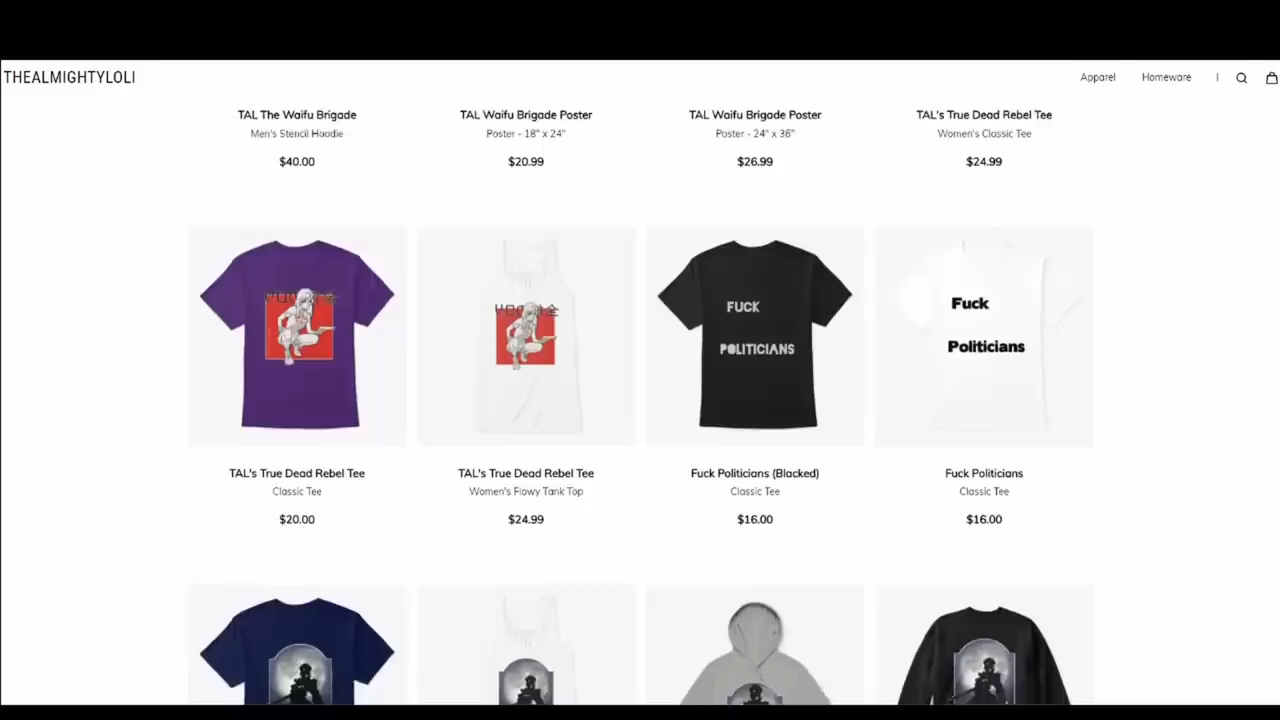 THEALMIGHTYLOLI
Apparel
Homeware
TAL The Waifu Brigade
Men's Stencil Hoodie
$40.00
TAL Waifu Brigade Poster
Poster - 18" x 24"
$20.99
TAL Waifu Brigade Poster
Poster - 24" x 36"
$26.99
TAL's True Dead Rebel Tee
Women's Classic Tee
$24.99
FUCK
POLITICIANS
Fuck
Politicians
TAL's True Dead Rebel Tee
Classic Tee
$20.00
TAL's True Dead Rebel Tee
Women's Flowy Tank Top
$24.99
Fuck Politicians (Blacked)
Classic Tee
$16.00
Fuck Politicians
Classic Tee
$16.00